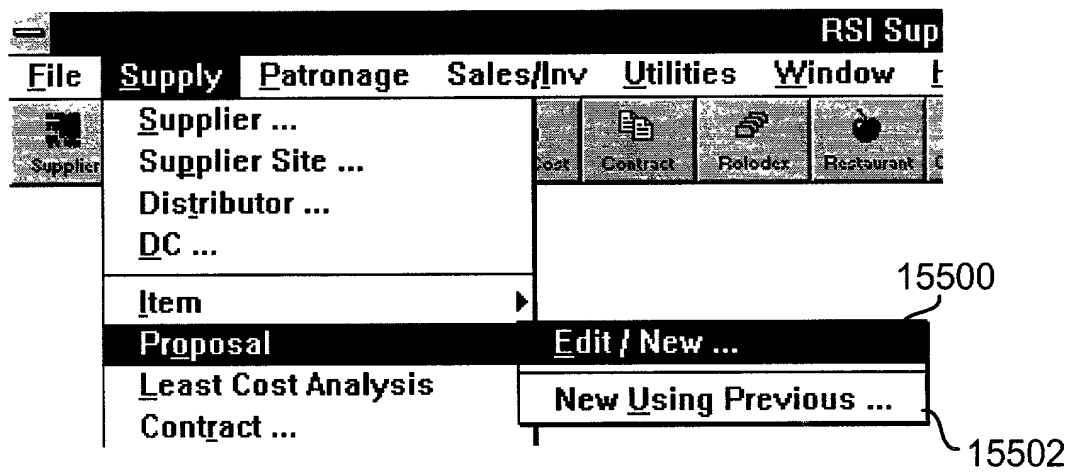 RSI Sup
File Supply Patronage Sales/Inv Utilities Window
Supplier Cost Contract Rolodex Restaurant
Supplier ...
Supplier Site ...
Distributor ...
DC ...
Item
Proposal
Least Cost Analysis
Contract ...
Edit / New ...
New Using Previous ...
15500
15502